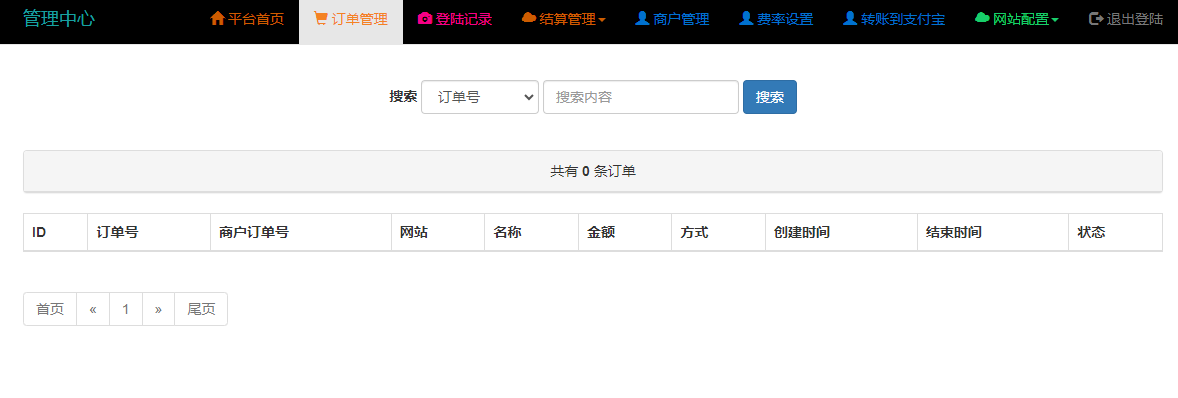 管理中心 平台首页 订单管理 登陆记录 结算管理 商户管理 费率设置 转账到支付宝 网站配置 退出登陆
搜索 订单号 搜索内容 搜索
共有 0 条订单
ID 订单号 商户订单号 网站 名称 金额 方式 创建时间 结束时间 状态
首页 « 1 » 尾页